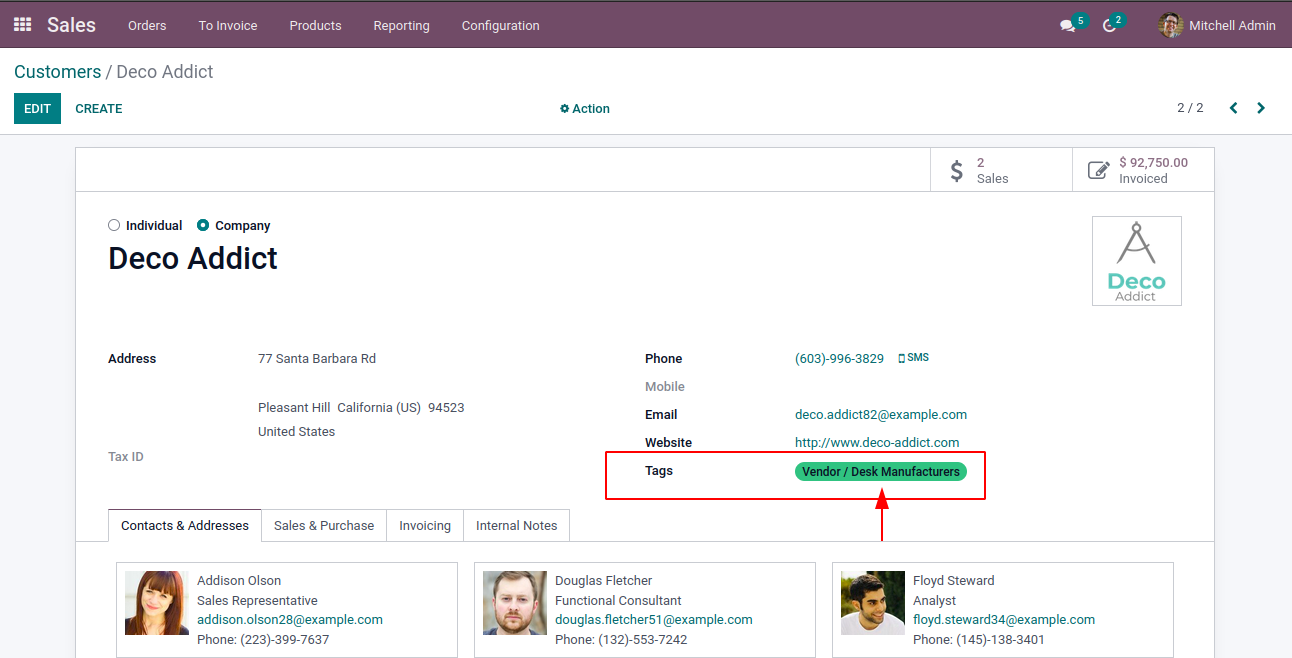 Sales Orders To Invoice Products Reporting Configuration 5 2 Mitchell Admin
Customers / Deco Addict
EDIT CREATE Action 2 / 2
2
Sales
$ 92,750.00
Invoiced
Individual Company
Deco Addict
Deco
Addict
Address 77 Santa Barbara Rd
Pleasant Hill California (US) 94523
United States
Tax ID
Phone (603)-996-3829 SMS
Mobile
Email deco.addict82@example.com
Website http://www.deco-addict.com
Tags Vendor / Desk Manufacturers
Contacts & Addresses Sales & Purchase Invoicing Internal Notes
Addison Olson
Sales Representative
addison.olson28@example.com
Phone: (223)-399-7637
Douglas Fletcher
Functional Consultant
douglas.fletcher51@example.com
Phone: (132)-553-7242
Floyd Steward
Analyst
floyd.steward34@example.com
Phone: (145)-138-3401